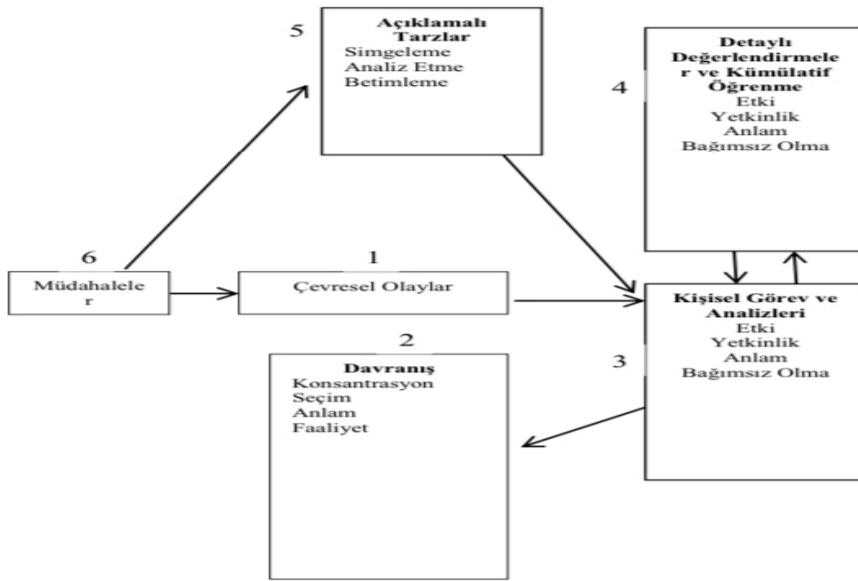 5
Açıklamalı
Tarzlar
Simgeleme
Analiz Etme
Betimleme
4
Detaylı
Değerlendirmele
r ve Kümülatif
Öğrenme
Etki
Yetkinlik
Anlam
Bağımsız Olma
6
Müdahalele
r
1
Çevresel Olaylar
3
Kişisel Görev ve
Analizleri
Etki
Yetkinlik
Anlam
Bağımsız Olma
2
Davranış
Konsantrasyon
Seçim
Anlam
Faaliyet